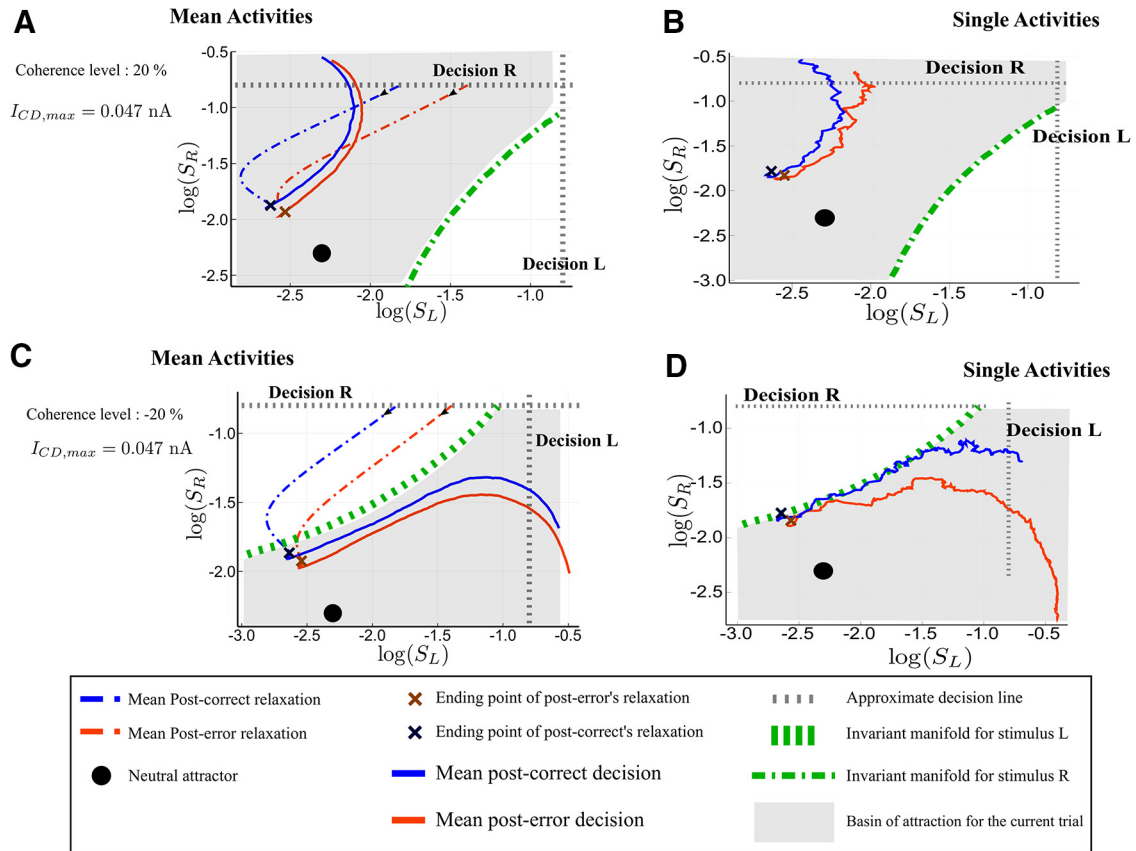 A
Mean Activities
Coherence level : 20 %
I_{CD,max} = 0.047 nA
-0.5
-1.0
-1.5
-2.0
-2.5
log(S_R)
Decision R
Decision L
-2.5 -2.0 -1.5 -1.0
log(S_L)
B
Single Activities
-0.5
-1.0
-1.5
-2.0
-2.5
-3.0
log(S_R)
Decision R
Decision L
-2.5 -2.0 -1.5 -1.0
log(S_L)
C
Mean Activities
Coherence level : -20 %
I_{CD,max} = 0.047 nA
Decision R
-1.0
-1.5
-2.0
log(S_R)
Decision L
-3.0 -2.5 -2.0 -1.5 -1.0 -0.5
log(S_L)
D
Single Activities
Decision R
-1.0
-1.5
-2.0
-2.5
log(S_R)
Decision L
-3.0 -2.5 -2.0 -1.5 -1.0 -0.5
log(S_L)
Mean Post-correct relaxation
Mean Post-error relaxation
Neutral attractor
Ending point of post-error's relaxation
Ending point of post-correct's relaxation
Mean post-correct decision
Mean post-error decision
Approximate decision line
Invariant manifold for stimulus L
Invariant manifold for stimulus R
Basin of attraction for the current trial